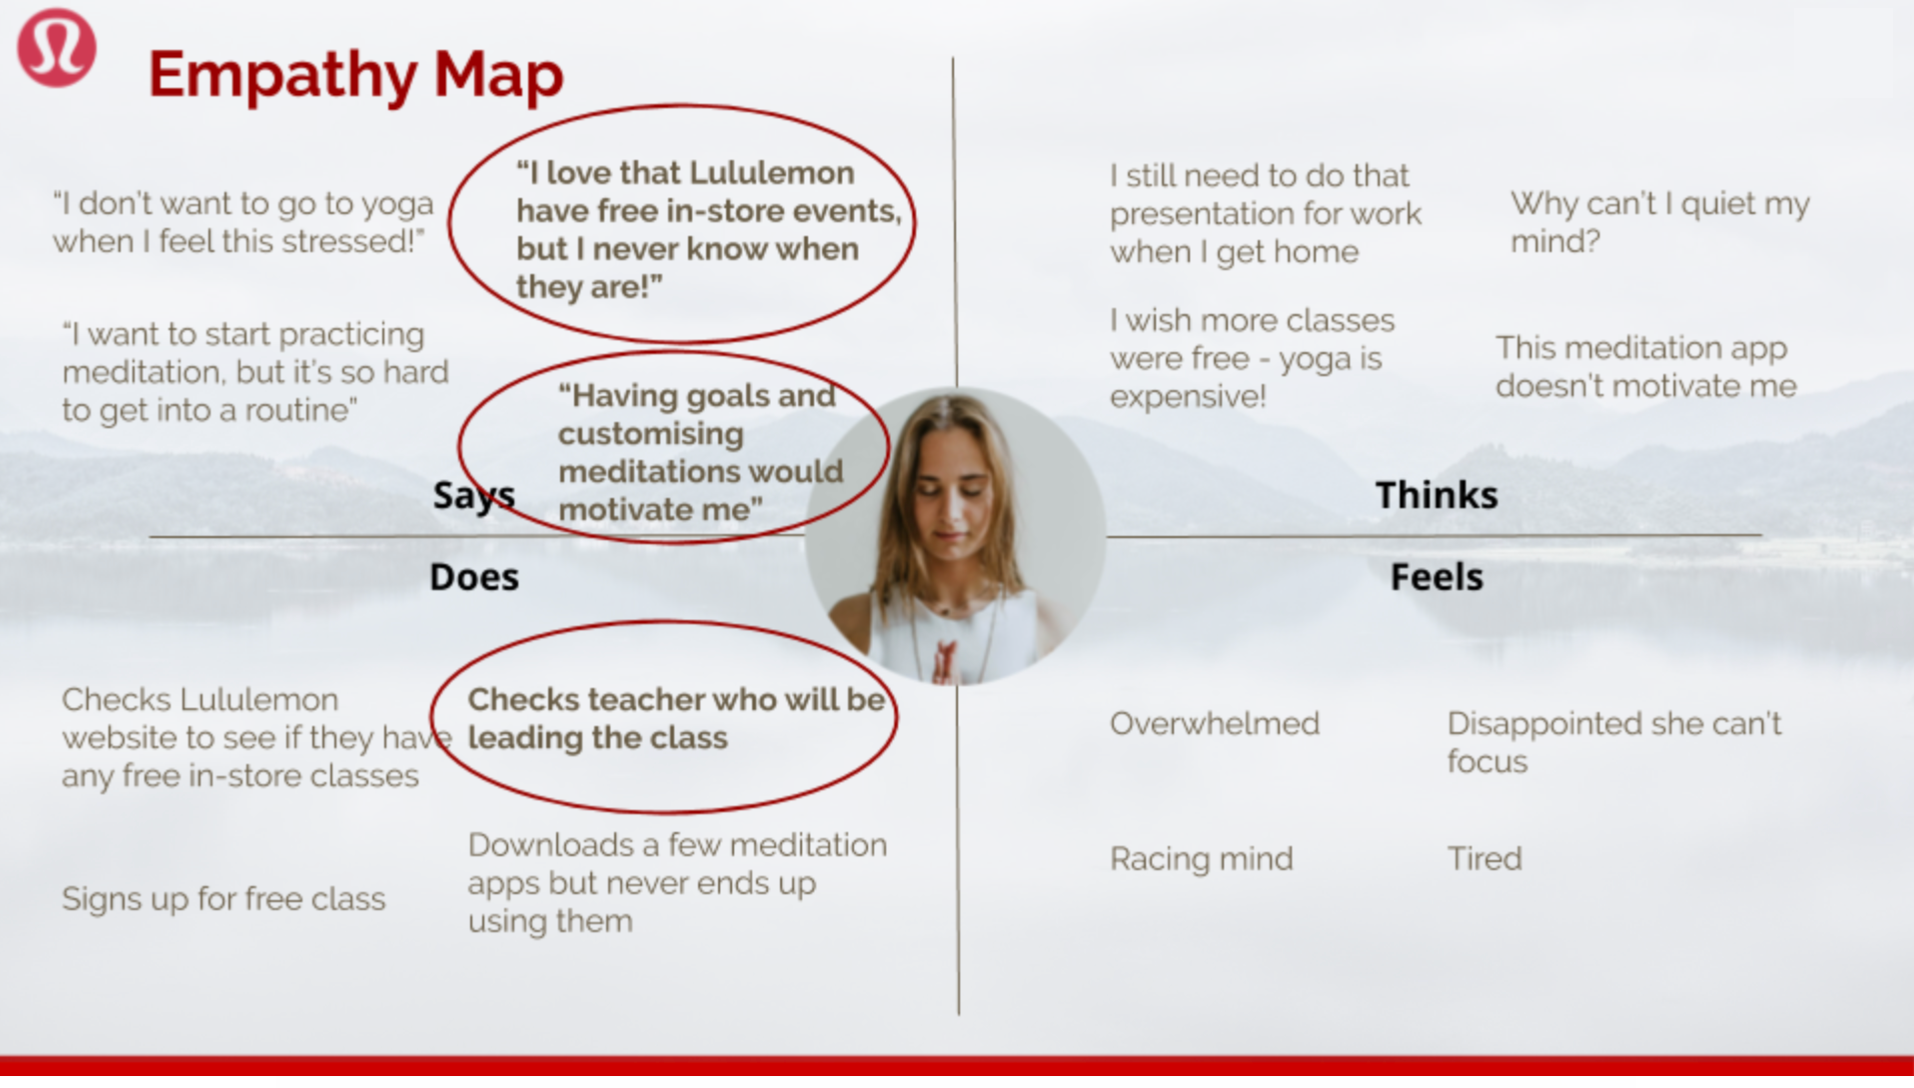 Empathy Map
“I don’t want to go to yoga
when I feel this stressed!”
“I love that Lululemon
have free in-store events,
but I never know when
they are!”
“I want to start practicing
meditation, but it’s so hard
to get into a routine”
“Having goals and
customising
meditations would
motivate me”
Says
I still need to do that
presentation for work
when I get home
Why can’t I quiet my
mind?
I wish more classes
were free - yoga is
expensive!
This meditation app
doesn’t motivate me
Thinks
Does
Checks Lululemon
website to see if they have
any free in-store classes
Checks teacher who will be
leading the class
Signs up for free class
Downloads a few meditation
apps but never ends up
using them
Feels
Overwhelmed
Disappointed she can’t
focus
Racing mind
Tired